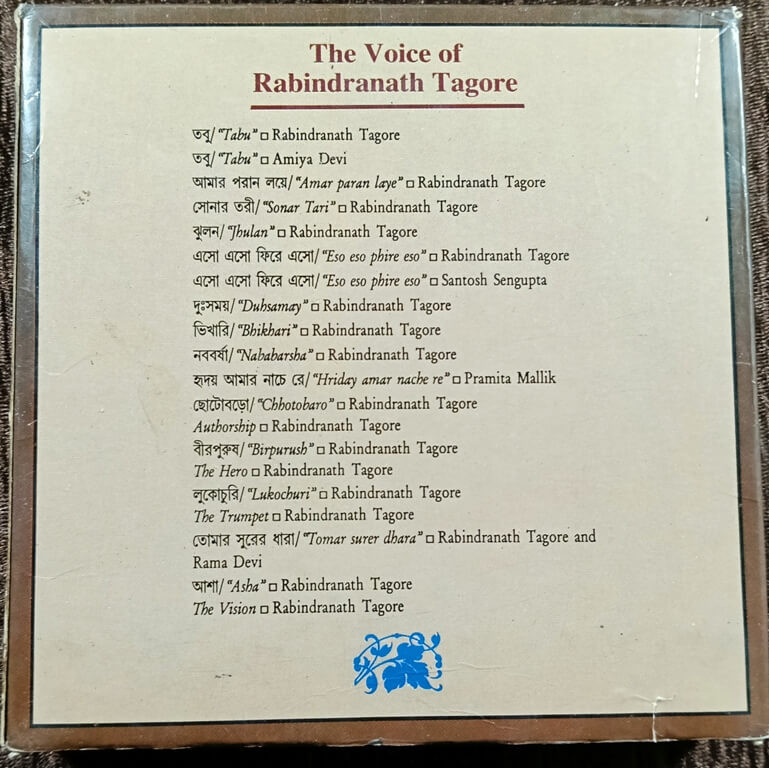 The Voice of
Rabindranath Tagore
তবু/ “Tabu” □ Rabindranath Tagore
তবু/ “Tabu” □ Amiya Devi
আমার পরান লয়ে/ “Amar paran laye” □ Rabindranath Tagore
সোনার তরী/ “Sonar Tari” □ Rabindranath Tagore
ঝুলন/ “Jhulan” □ Rabindranath Tagore
এসো এসো ফিরে এসো/ “Eso eso phire eso” □ Rabindranath Tagore
এসো এসো ফিরে এসো/ “Eso eso phire eso” □ Santosh Sengupta
দুঃসময়/ “Duhsamay” □ Rabindranath Tagore
ভিখারি/ “Bhikhari” □ Rabindranath Tagore
নববর্ষা/ “Nababarsha” □ Rabindranath Tagore
হৃদয় আমার নাচে রে/ “Hriday amar nache re” □ Pramita Mallik
ছোটোবড়ো/ “Chhotobaro” □ Rabindranath Tagore
Authorship □ Rabindranath Tagore
বীরপুরুষ/ “Birpurush” □ Rabindranath Tagore
The Hero □ Rabindranath Tagore
লুকোচুরি/ “Lukochuri” □ Rabindranath Tagore
The Trumpet □ Rabindranath Tagore
তোমার সুরের ধারা/ “Tomar surer dhara” □ Rabindranath Tagore and
Rama Devi
আশা/ “Asha” □ Rabindranath Tagore
The Vision □ Rabindranath Tagore